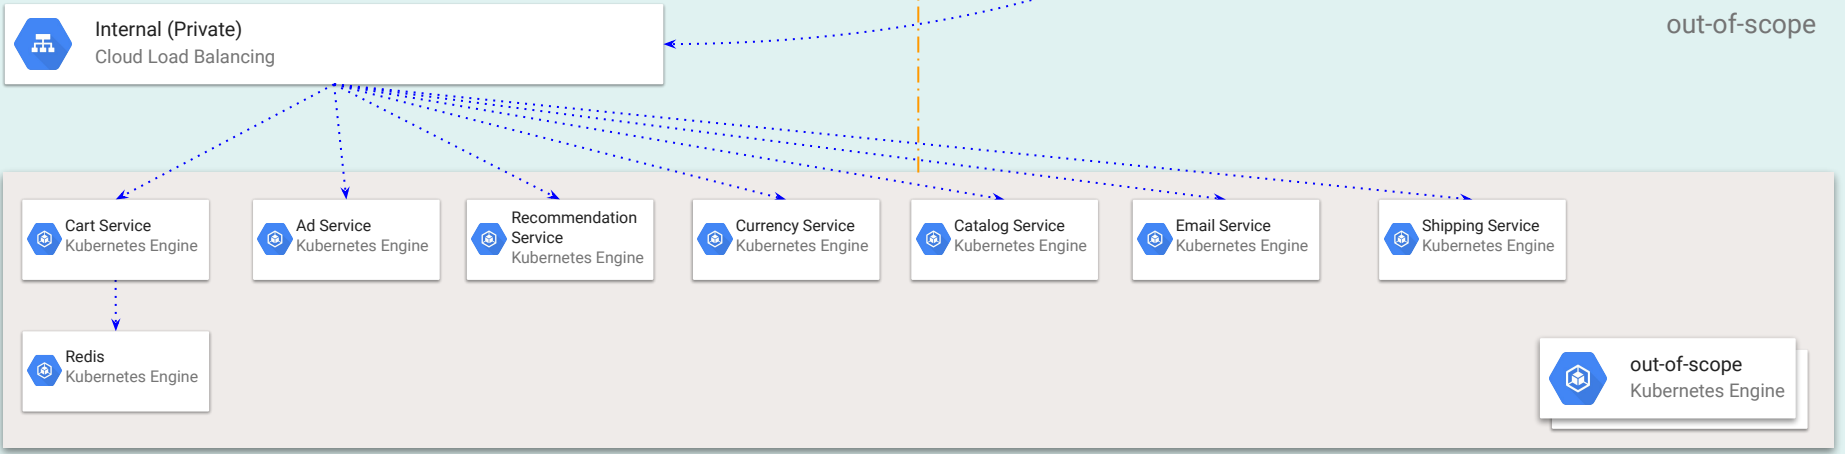 Internal (Private)
Cloud Load Balancing
out-of-scope
Cart Service
Kubernetes Engine
Ad Service
Kubernetes Engine
Recommendation
Service
Kubernetes Engine
Currency Service
Kubernetes Engine
Catalog Service
Kubernetes Engine
Email Service
Kubernetes Engine
Shipping Service
Kubernetes Engine
Redis
Kubernetes Engine
out-of-scope
Kubernetes Engine